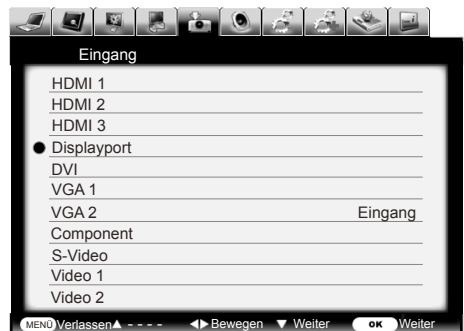 Eingang
HDMI 1
HDMI 2
HDMI 3
Displayport
DVI
VGA 1
VGA 2 Eingang
Component
S-Video
Video 1
Video 2
MENÜ Verlassen ▲ - - - - ◀▶ Bewegen ▼ Weiter OK Weiter